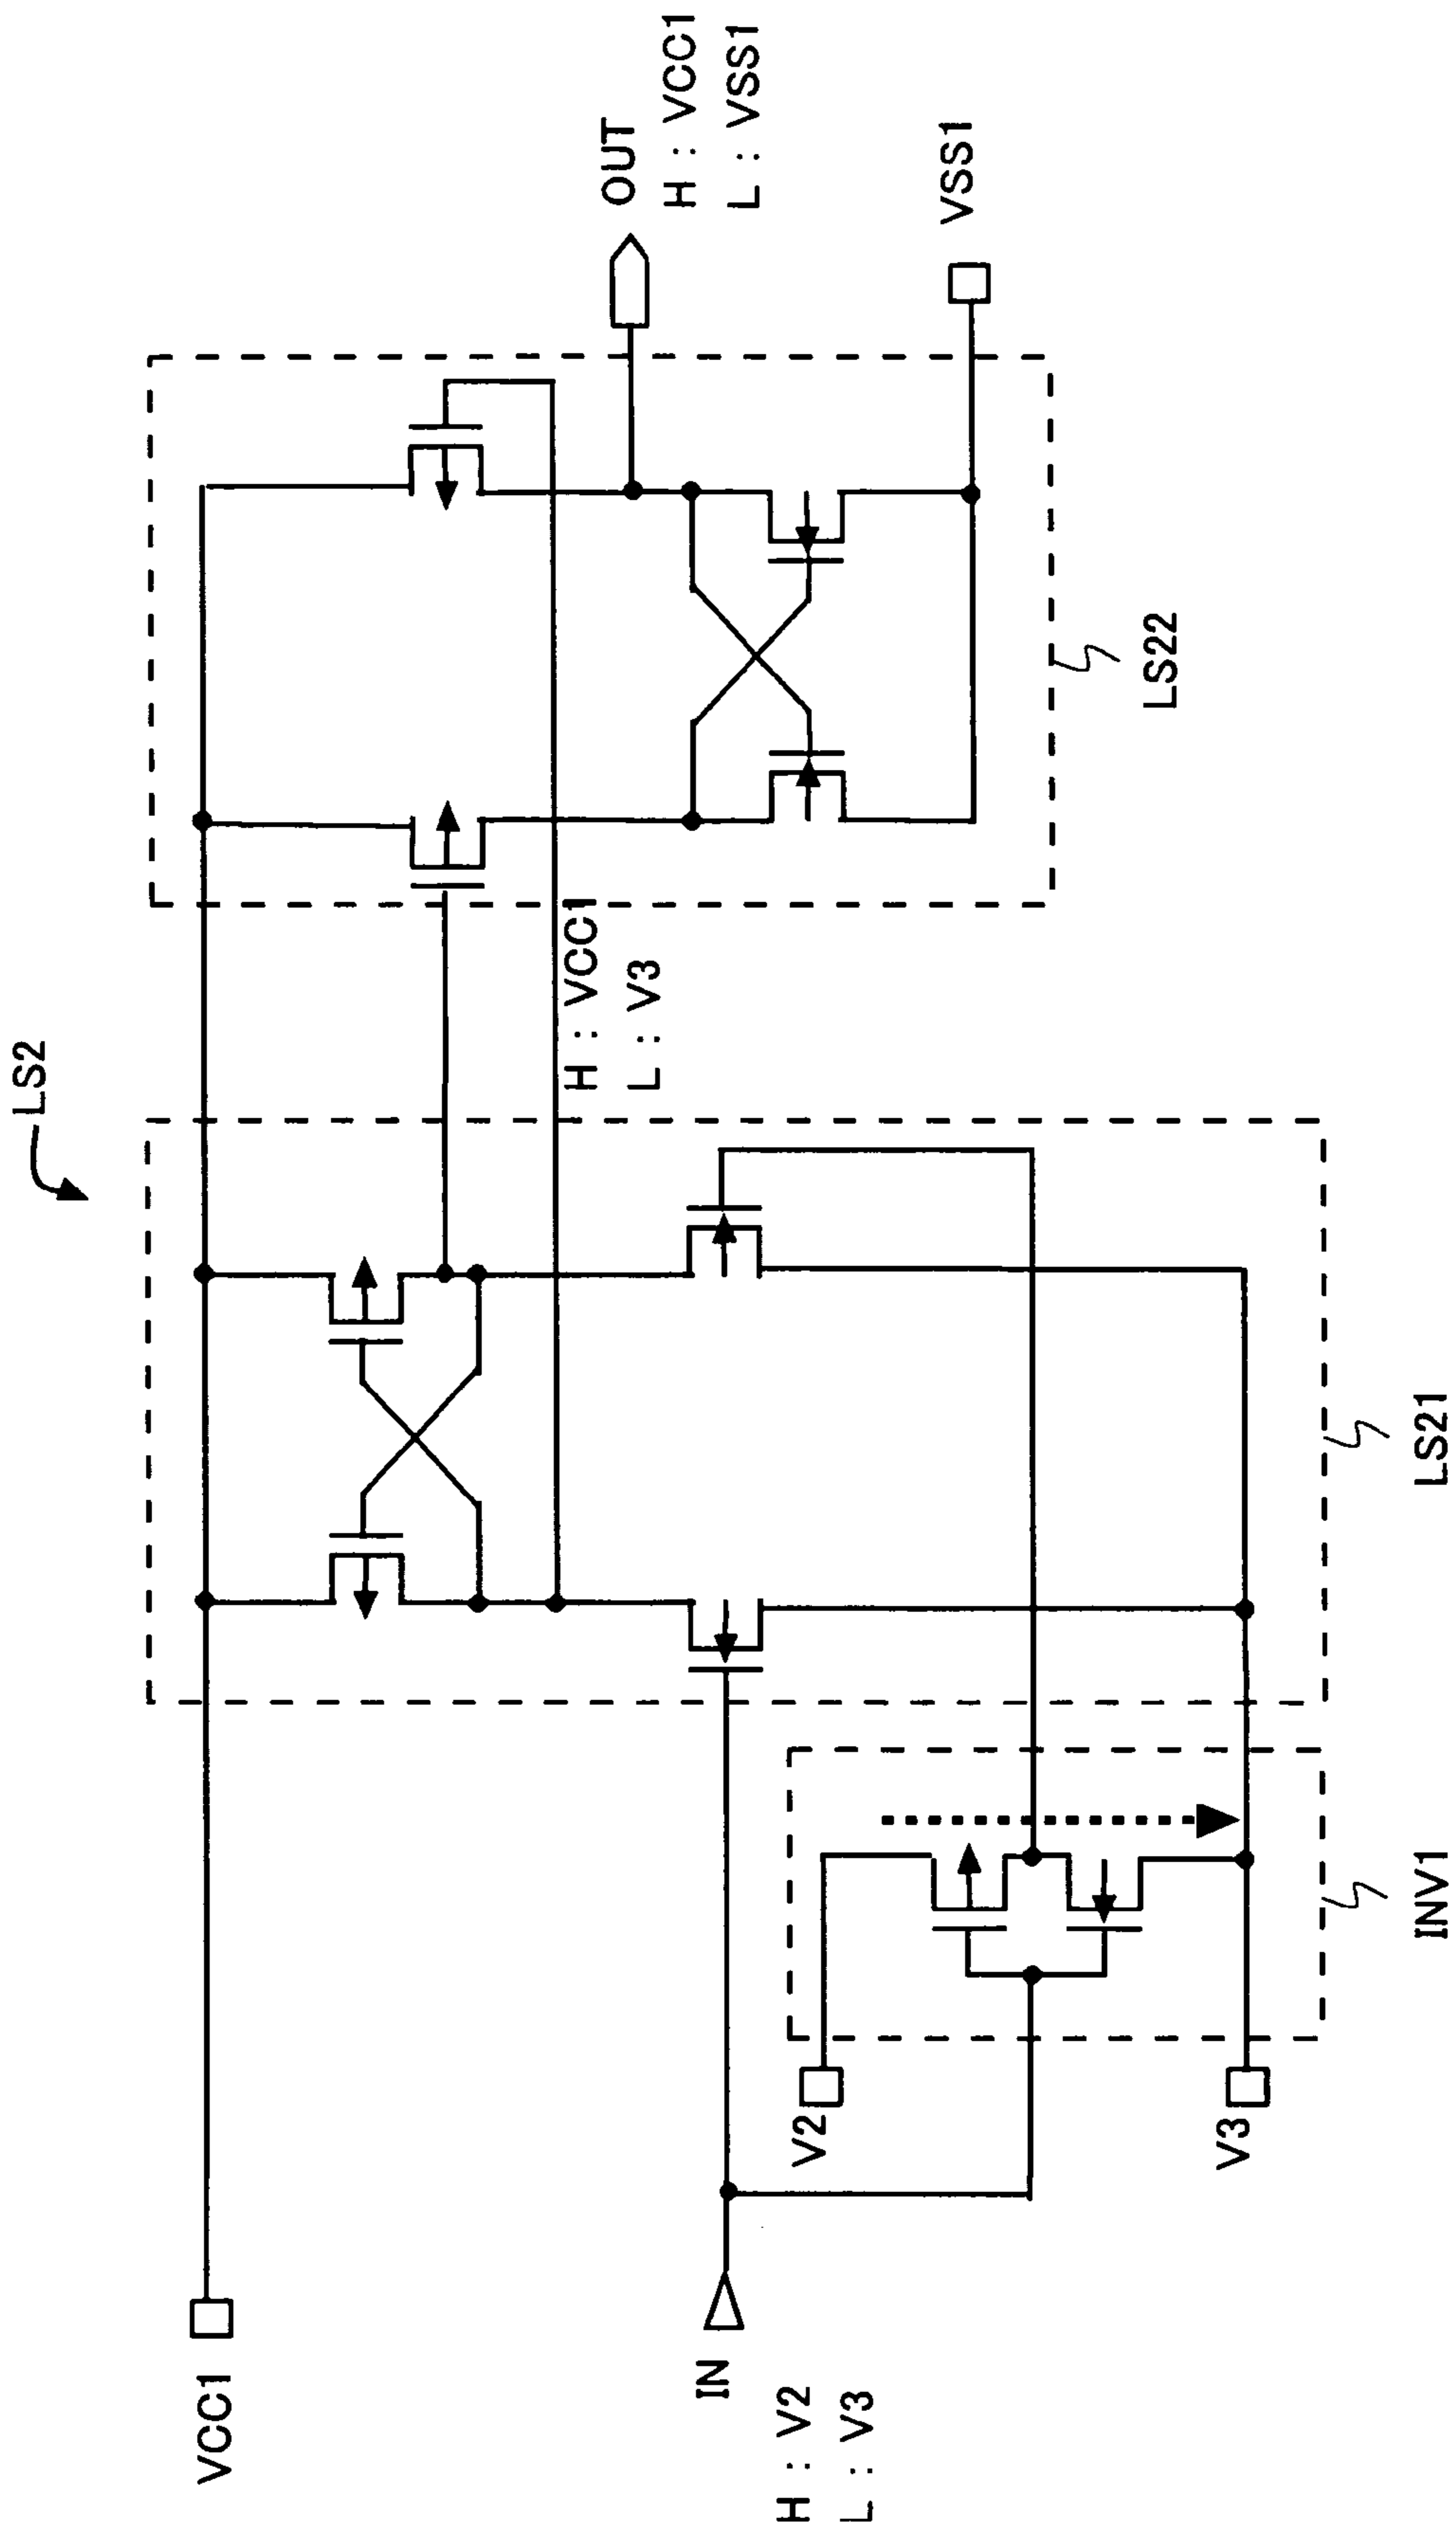 LS2
VCC1
IN
H : V2
L : V3
V2
V3
INV1
LS21
H : VCC1
L : V3
LS22
OUT
H : VCC1
L : VSS1
VSS1